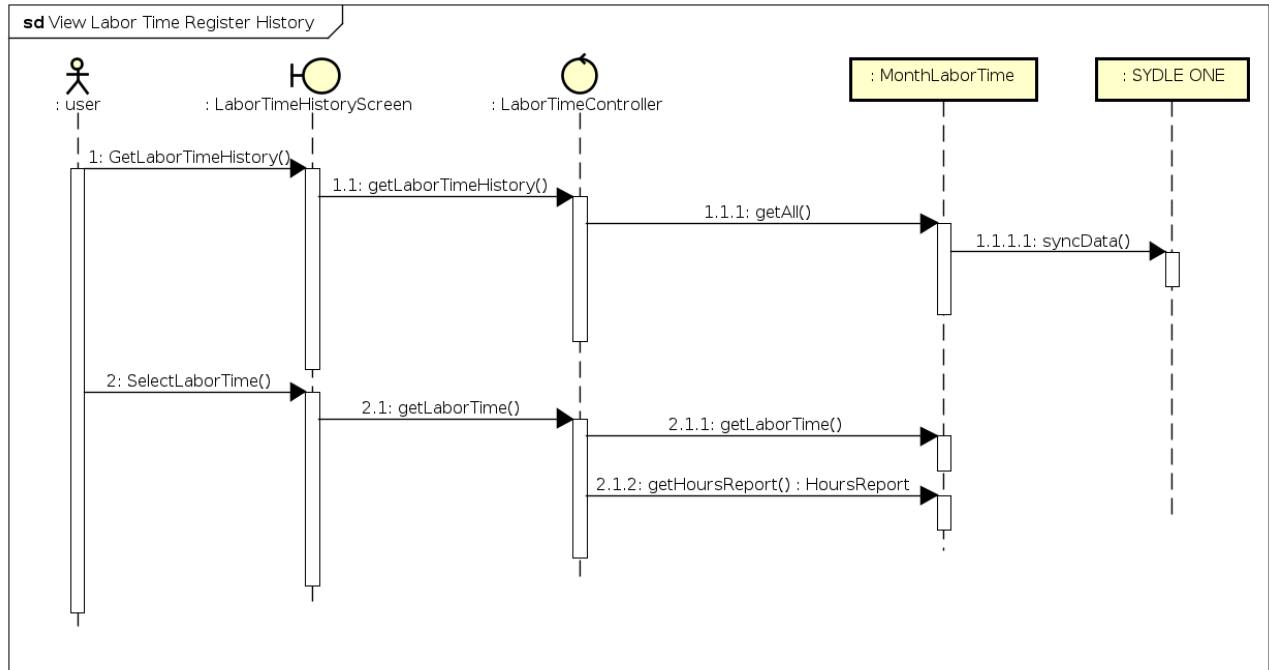 sd View Labor Time Register History
: user
: LaborTimeHistoryScreen
: LaborTimeController
: MonthLaborTime
: SYDLE ONE
1: GetLaborTimeHistory()
1.1: getLaborTimeHistory()
1.1.1: getAll()
1.1.1.1: syncData()
2: SelectLaborTime()
2.1: getLaborTime()
2.1.1: getLaborTime()
2.1.2: getHoursReport() : HoursReport